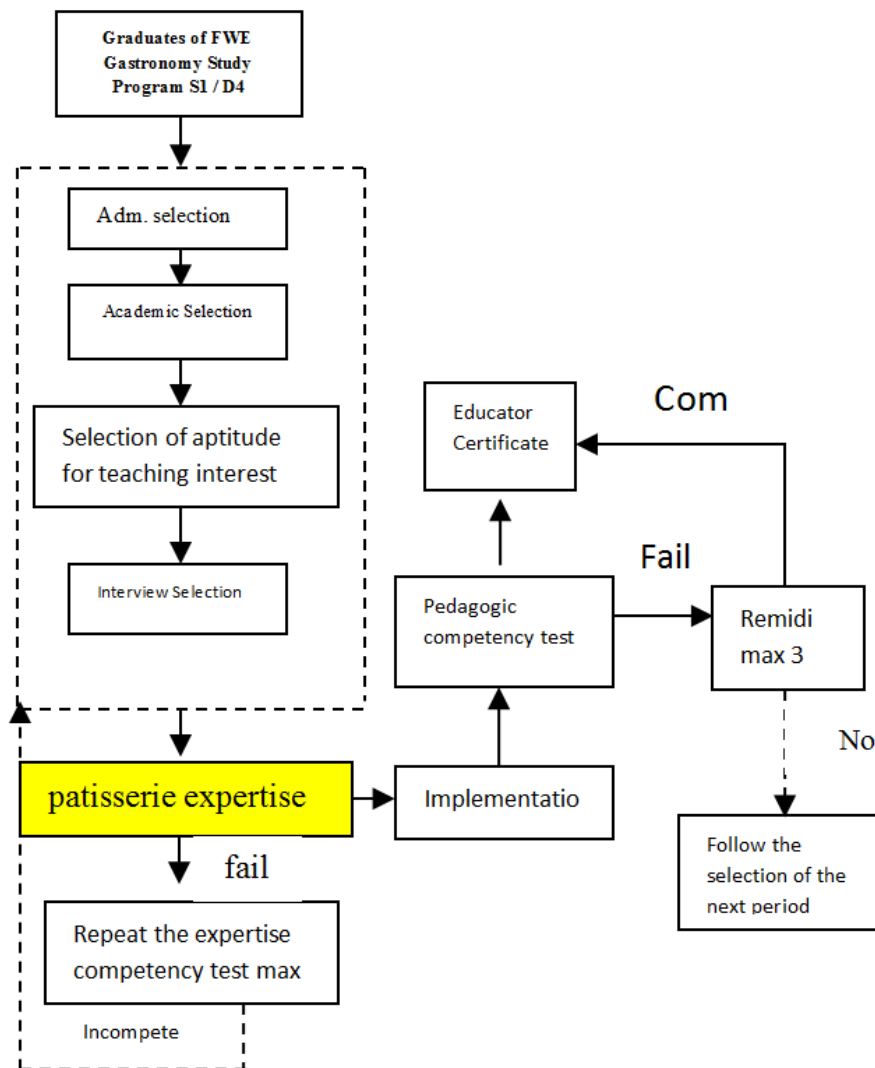 Graduates of FWE
Gastronomy Study
Program S1 / D4
Adm. selection
Academic Selection
Selection of aptitude
for teaching interest
Interview Selection
patisserie expertise
fail
Repeat the expertise
competency test max
Incompete
Implementatio
Pedagogic
competency test
Educator
Certificate
Com
Fail
Remidi
max 3
No
Follow the
selection of the
next period